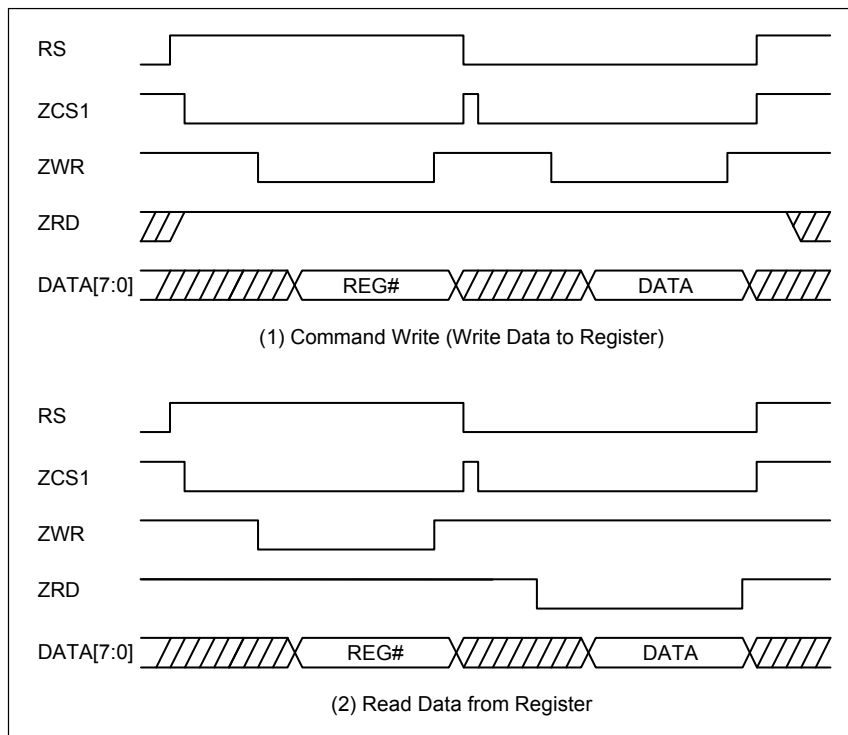 RS
ZCS1
ZWR
ZRD
DATA[7:0] REG# DATA
(1) Command Write (Write Data to Register)
RS
ZCS1
ZWR
ZRD
DATA[7:0] REG# DATA
(2) Read Data from Register